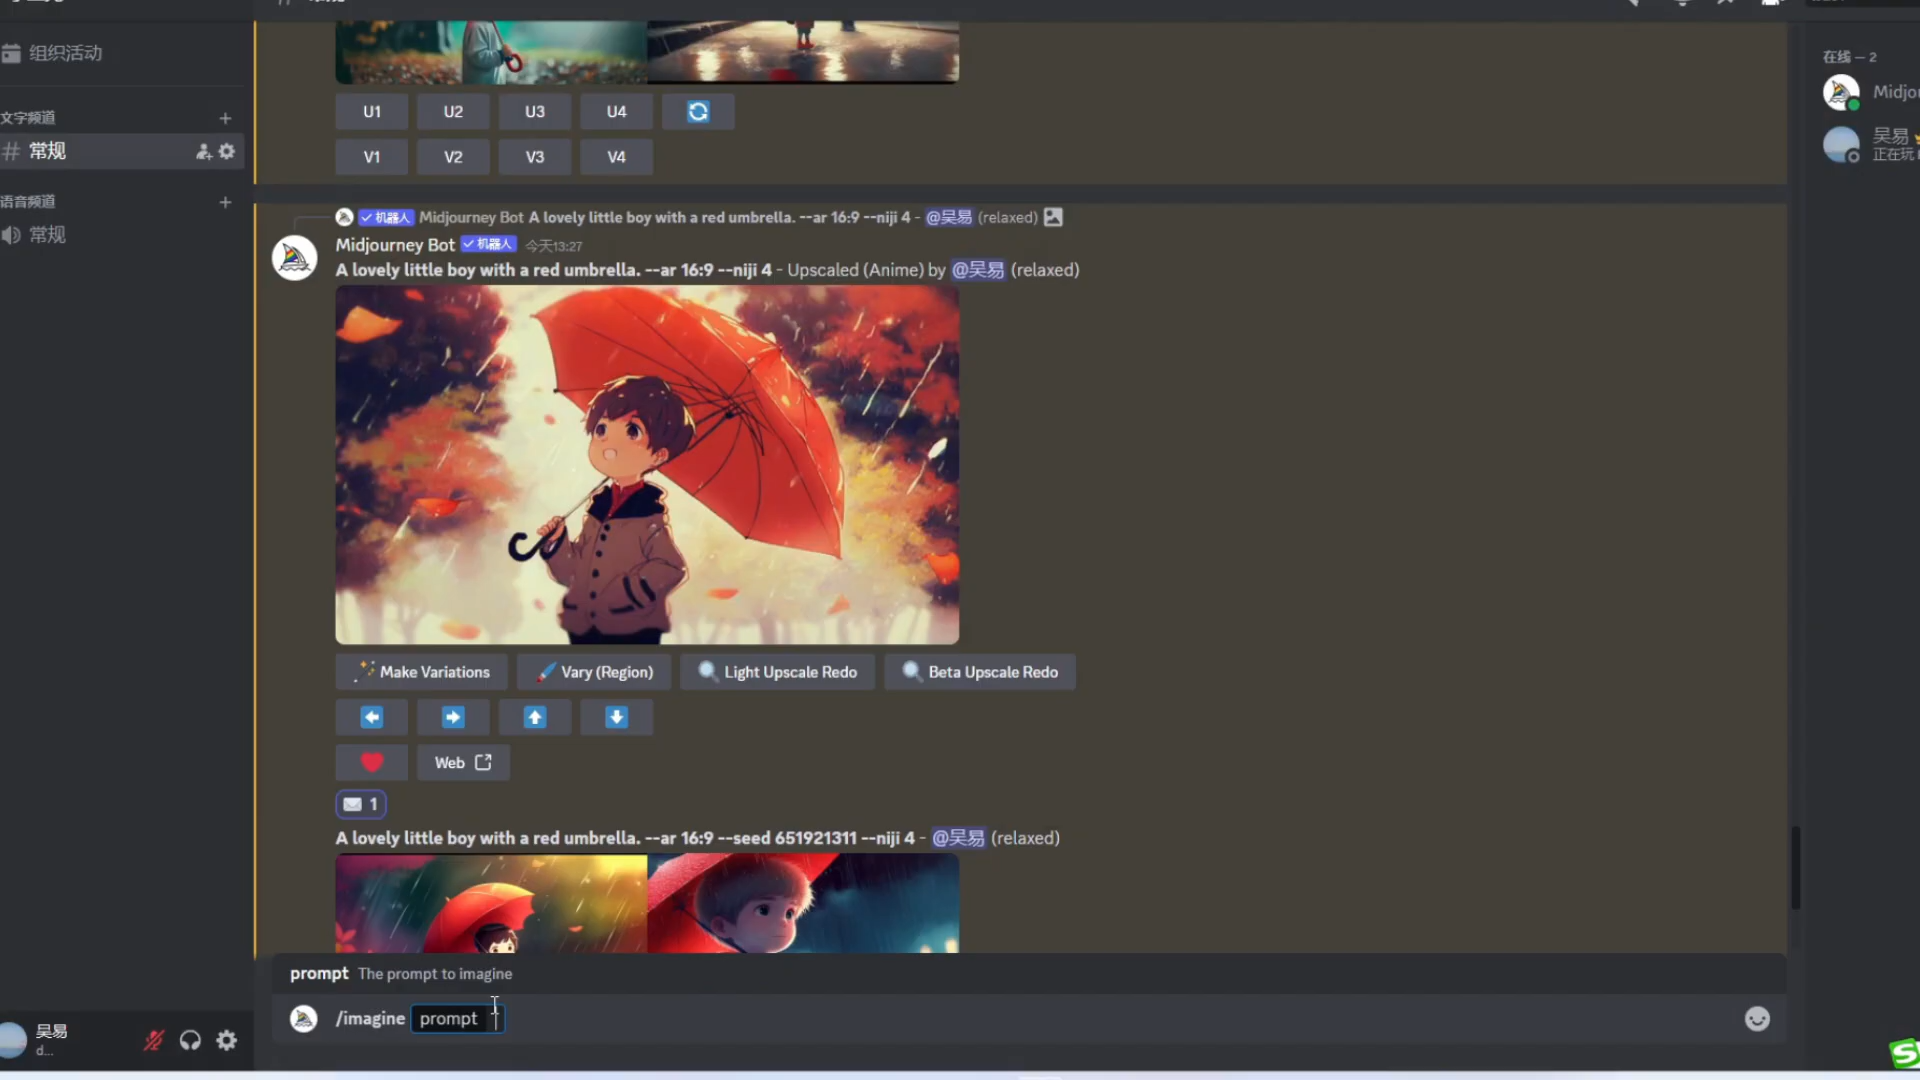 组织活动
文字频道
常规
语音频道
常规
U1 U2 U3 U4
V1 V2 V3 V4
✓机器人 Midjourney Bot A lovely little boy with a red umbrella. --ar 16:9 --niji 4 - @吴易 (relaxed)
Midjourney Bot ✓机器人 今天13:27
A lovely little boy with a red umbrella. --ar 16:9 --niji 4 - Upscaled (Anime) by @吴易 (relaxed)
Make Variations Vary (Region) Light Upscale Redo Beta Upscale Redo
Web
1
A lovely little boy with a red umbrella. --ar 16:9 --seed 651921311 --niji 4 - @吴易 (relaxed)
prompt The prompt to imagine
/imagine prompt
吴易
d...
在线 — 2
Midjou
吴易
正在玩
S